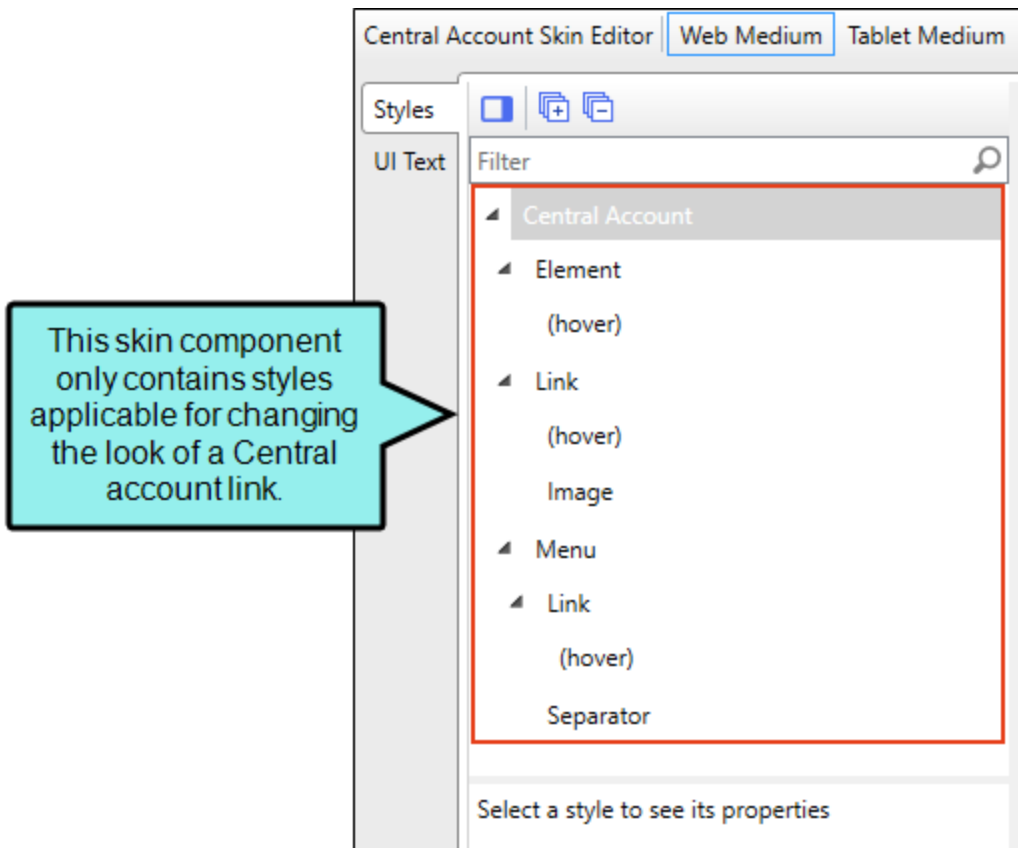 Central Account Skin Editor Web Medium Tablet Medium
Styles
UI Text
Filter
Central Account
Element
(hover)
Link
(hover)
Image
Menu
Link
(hover)
Separator
Select a style to see its properties
This skin component
only contains styles
applicable for changing
the look of a Central
account link.